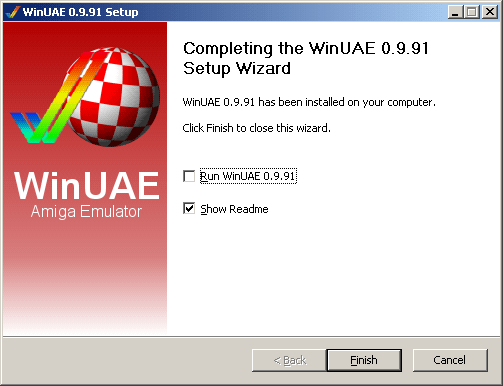 WinUAE 0.9.91 Setup
Completing the WinUAE 0.9.91
Setup Wizard
WinUAE 0.9.91 has been installed on your computer.
Click Finish to close this wizard.
Run WinUAE 0.9.91
Show Readme
WinUAE
Amiga Emulator
< Back
Finish
Cancel